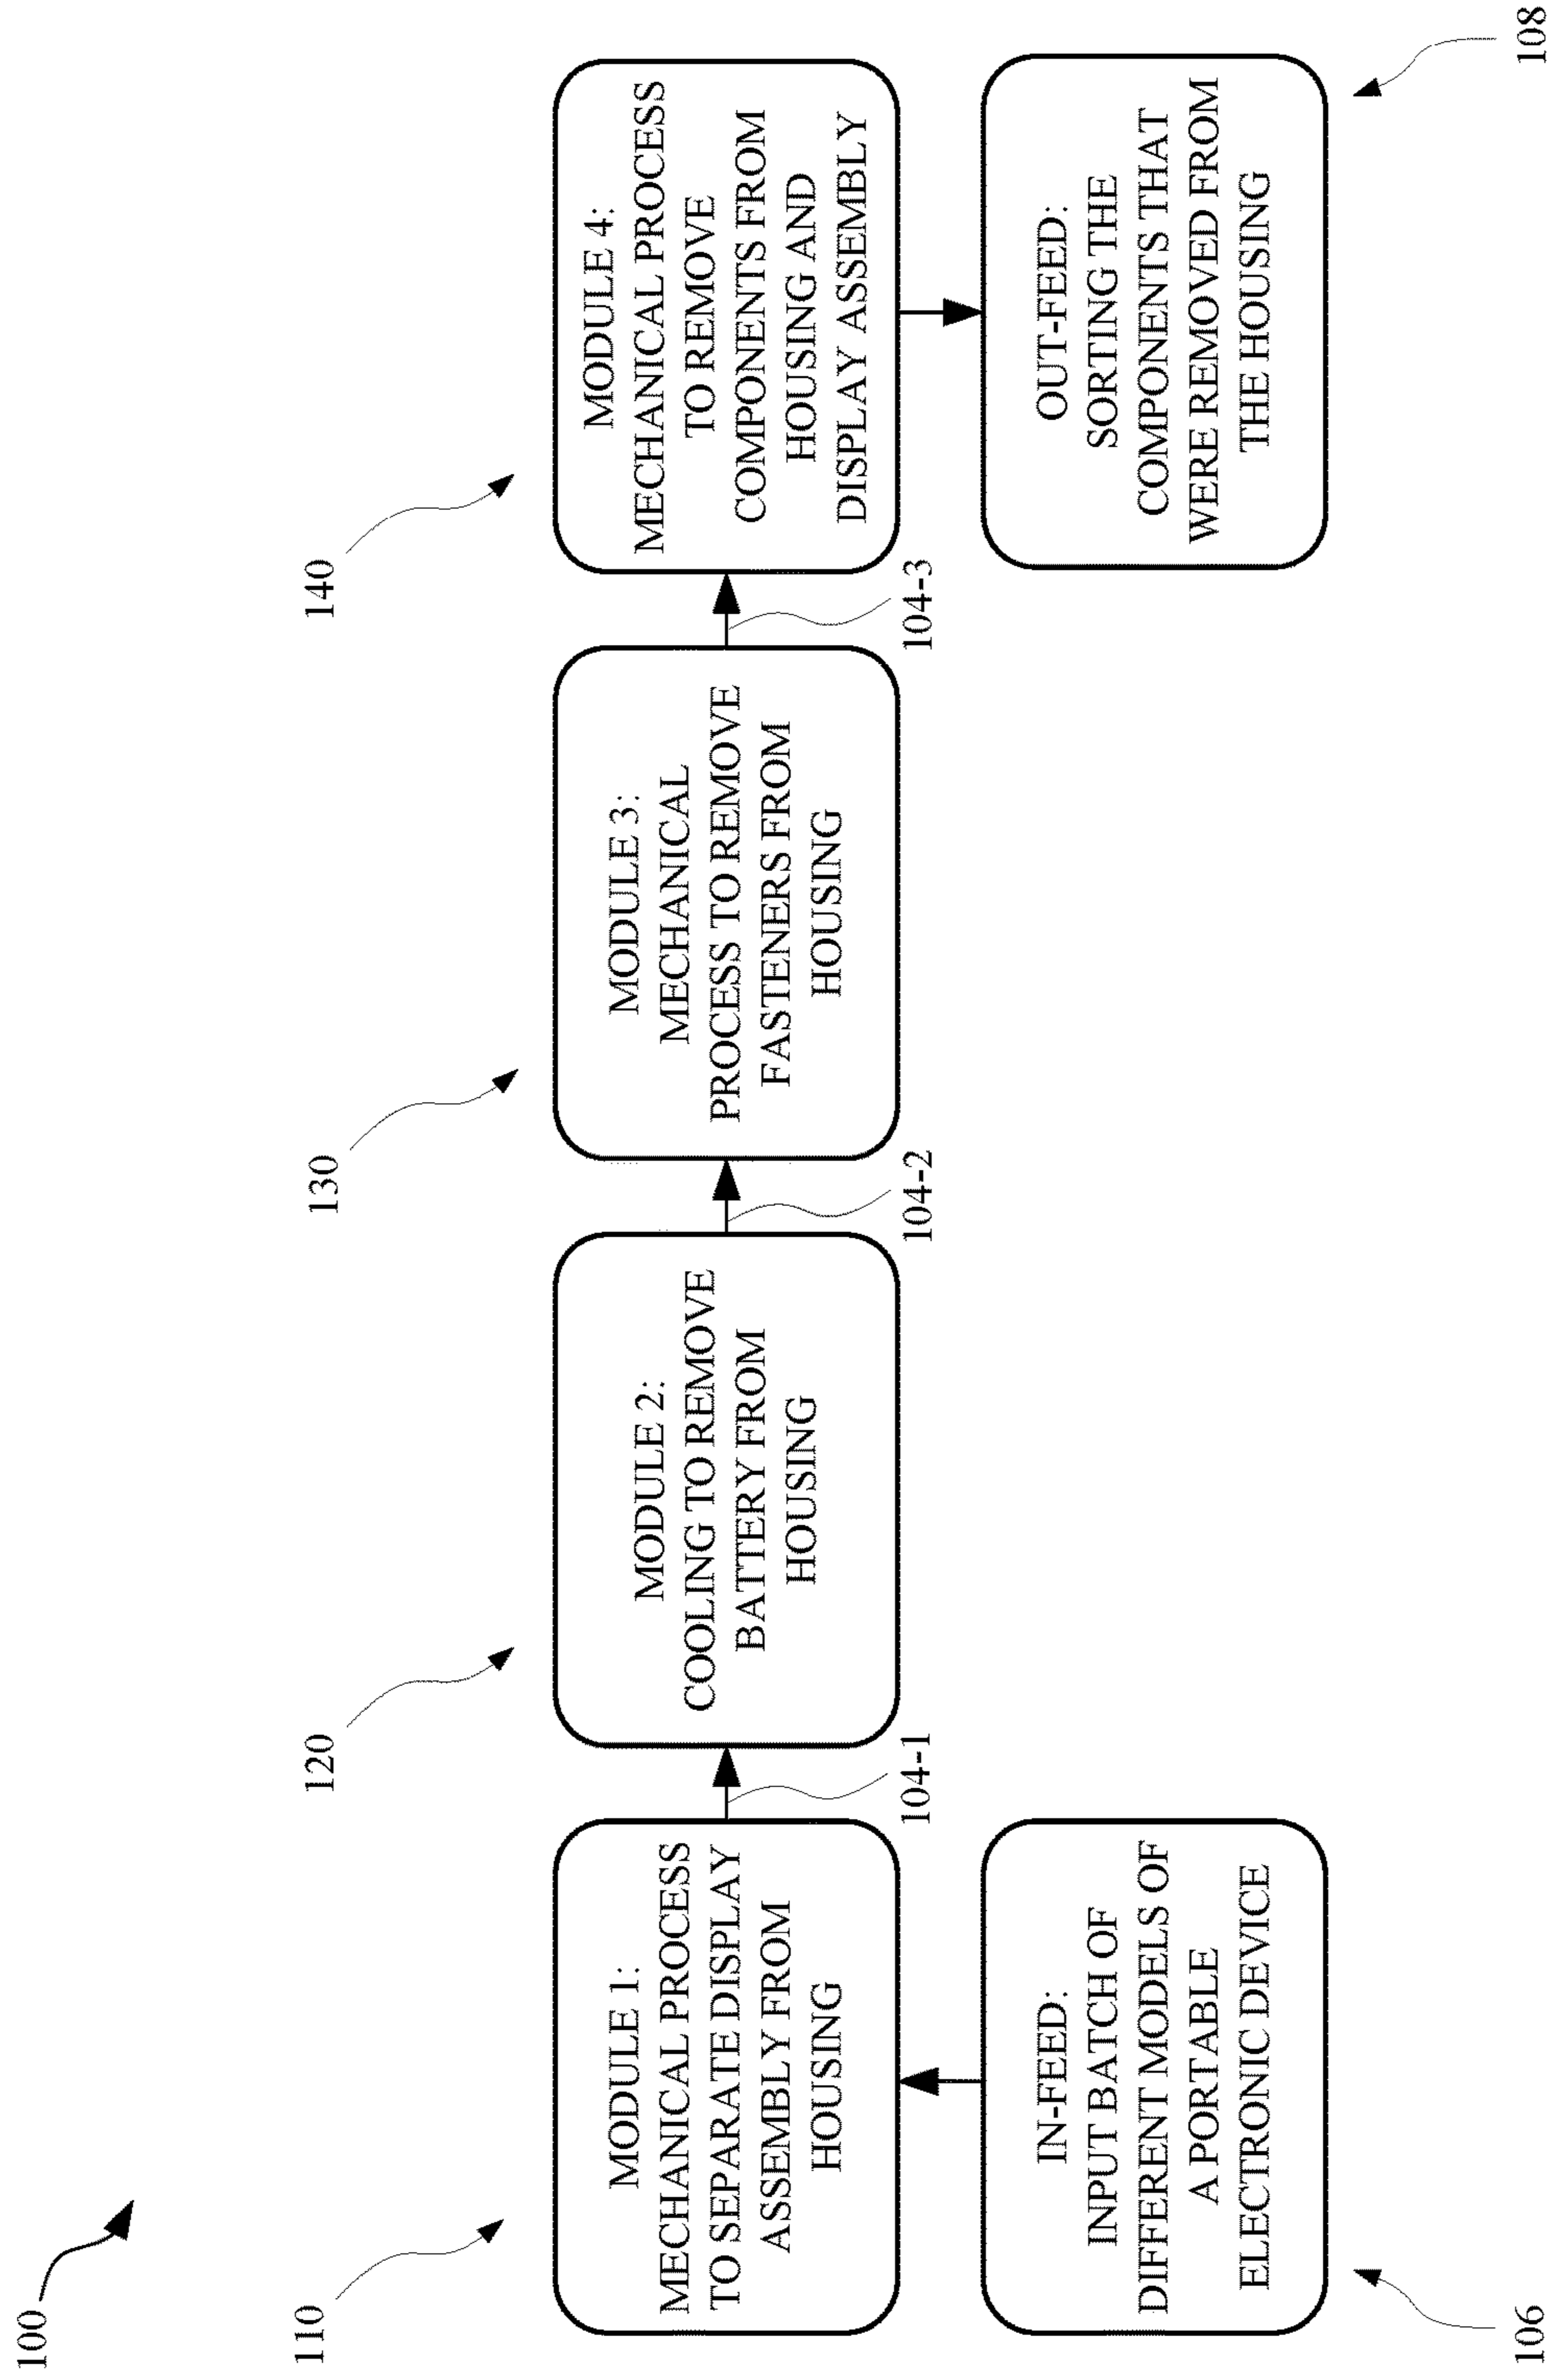 100
110
MODULE 1:
MECHANICAL PROCESS
TO SEPARATE DISPLAY
ASSEMBLY FROM
HOUSING
104-1
120
MODULE 2:
COOLING TO REMOVE
BATTERY FROM
HOUSING
104-2
130
MODULE 3:
MECHANICAL
PROCESS TO REMOVE
FASTENERS FROM
HOUSING
104-3
140
MODULE 4:
MECHANICAL PROCESS
TO REMOVE
COMPONENTS FROM
HOUSING AND
DISPLAY ASSEMBLY
IN-FEED:
INPUT BATCH OF
DIFFERENT MODELS OF
A PORTABLE
ELECTRONIC DEVICE
106
OUT-FEED:
SORTING THE
COMPONENTS THAT
WERE REMOVED FROM
THE HOUSING
108